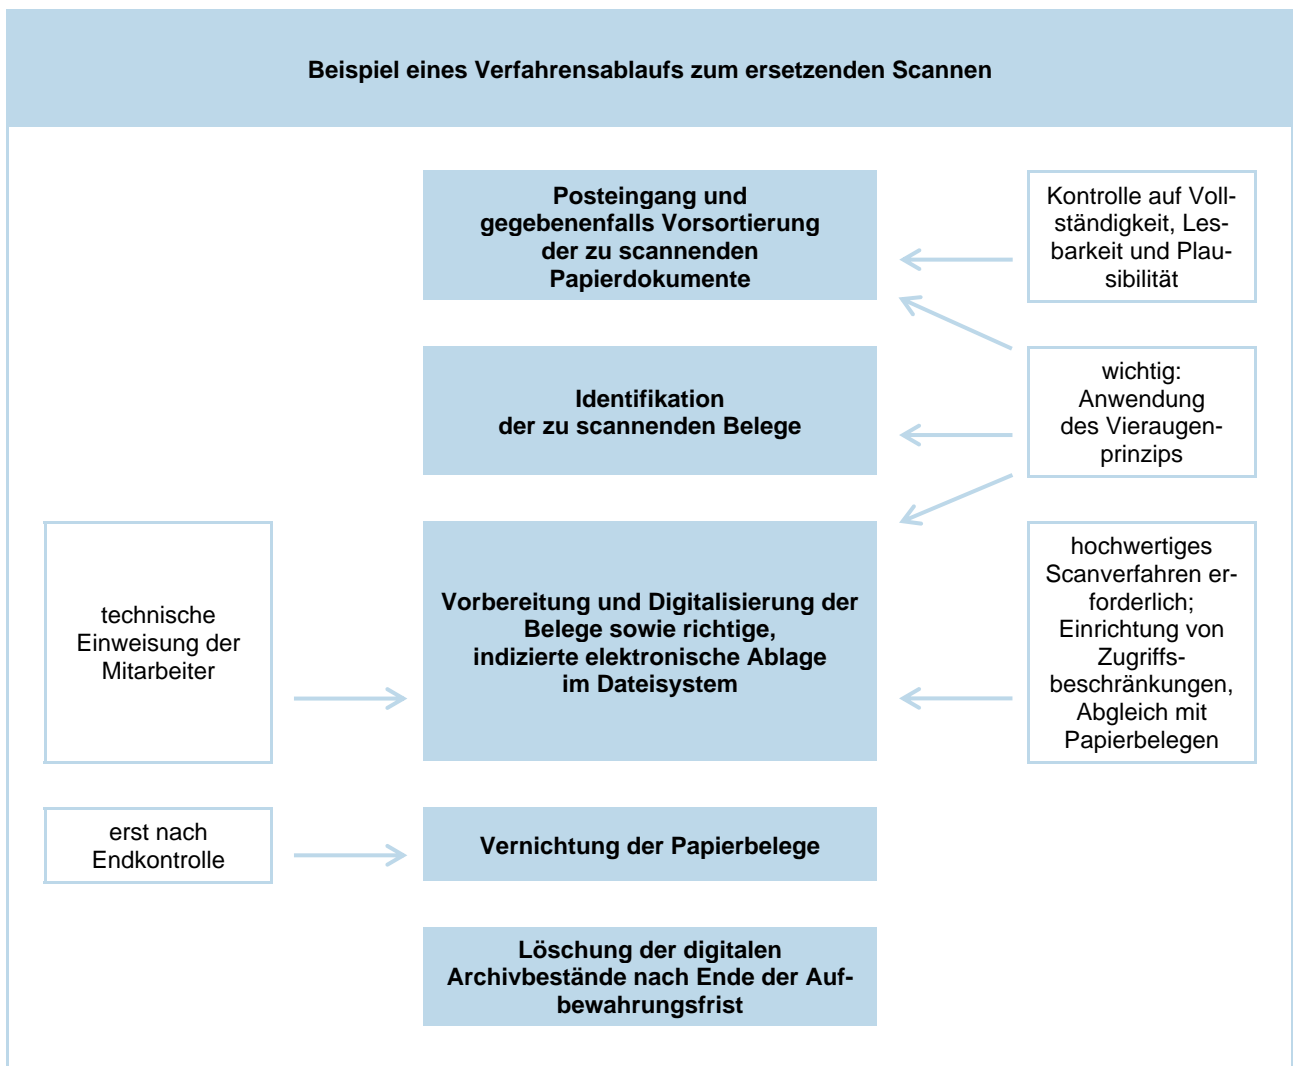 Beispiel eines Verfahrensablaufs zum ersetzenden Scannen
Posteingang und
gegebenenfalls Vorsortierung
der zu scannenden
Papierdokumente
Kontrolle auf Voll-
ständigkeit, Les-
barkeit und Plau-
sibilität
Identifikation
der zu scannenden Belege
wichtig:
Anwendung
des Vieraugen-
prinzips
technische
Einweisung der
Mitarbeiter
Vorbereitung und Digitalisierung der
Belege sowie richtige,
indizierte elektronische Ablage
im Dateisystem
hochwertiges
Scanverfahren er-
forderlich;
Einrichtung von
Zugriffs-
beschränkungen,
Abgleich mit
Papierbelegen
erst nach
Endkontrolle
Vernichtung der Papierbelege
Löschung der digitalen
Archivbestände nach Ende der Auf-
bewahrungsfrist